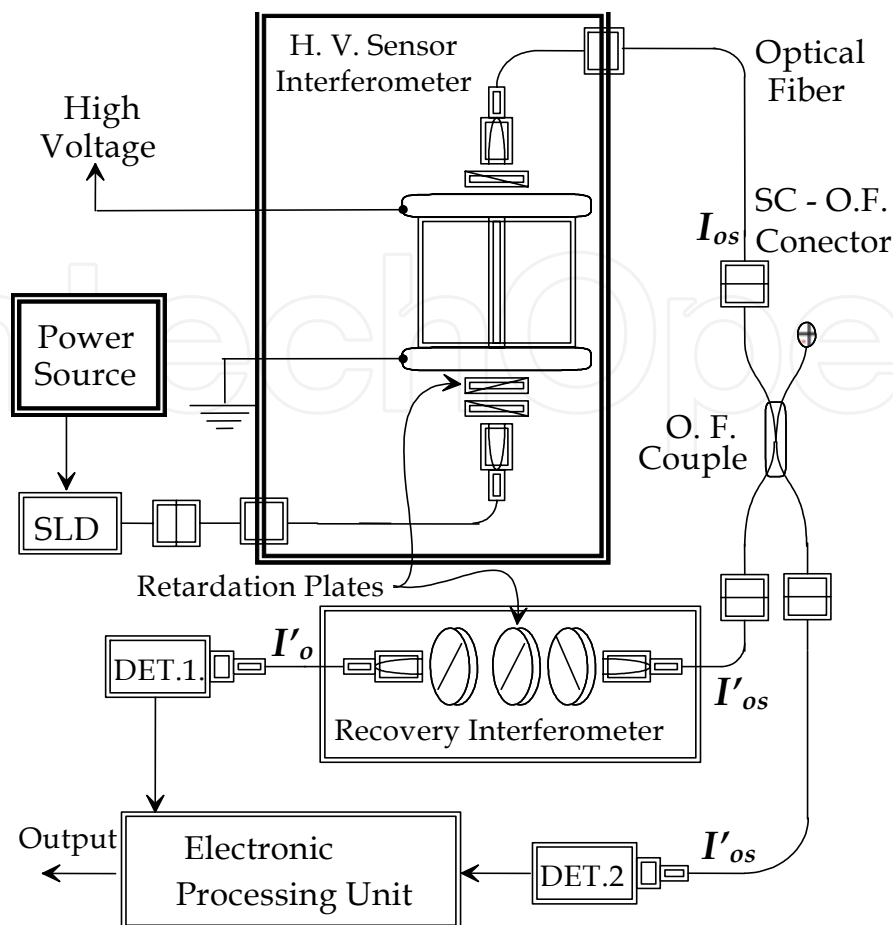 H. V. Sensor
Interferometer
Optical
Fiber
High
Voltage
SC - O.F.
Conector
I_os
Power
Source
O. F.
Couple
SLD
Retardation Plates
I'_o
DET.1.
I'_os
Recovery Interferometer
Output
Electronic
Processing Unit
I'_os
DET.2
ntechOpe